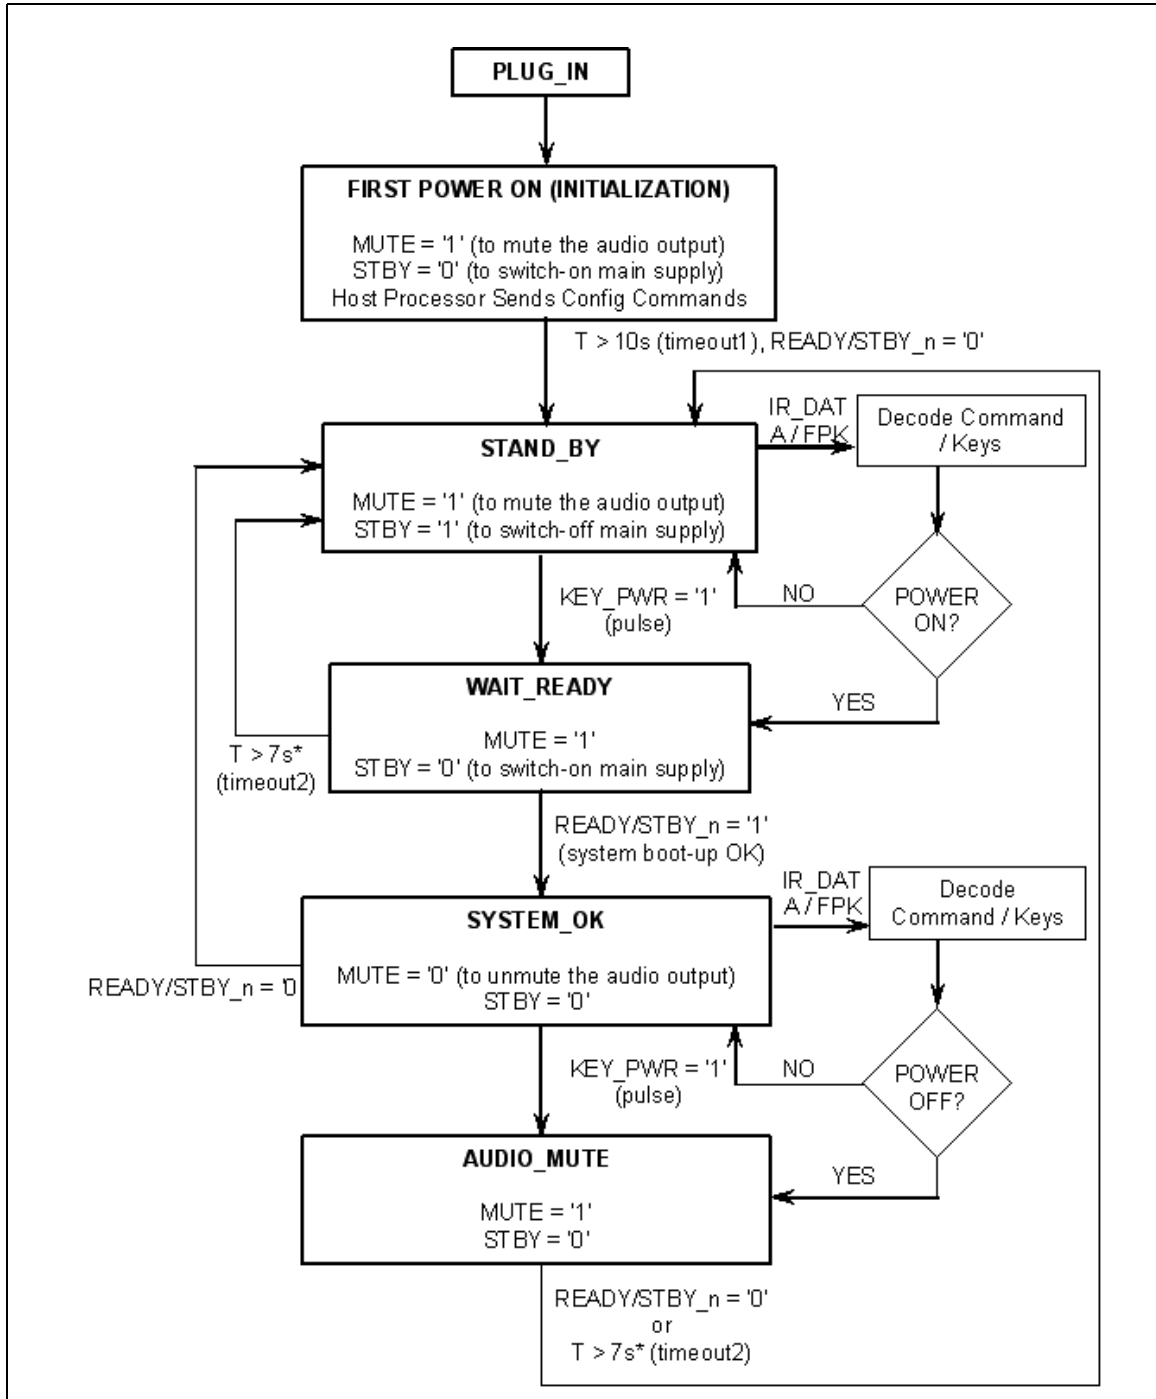 PLUG_IN
FIRST POWER ON (INITIALIZATION)
MUTE = '1' (to mute the audio output)
STBY = '0' (to switch-on main supply)
Host Processor Sends Config Commands
T > 10s (timeout1), READY/STBY_n = '0'
IR_DAT
A / FPK
Decode Command
/ Keys
STAND_BY
MUTE = '1' (to mute the audio output)
STBY = '1' (to switch-off main supply)
KEY_PWR = '1'
(pulse)
NO
POWER
ON?
YES
WAIT_READY
MUTE = '1'
STBY = '0' (to switch-on main supply)
T > 7s*
(timeout2)
READY/STBY_n = '1'
(system boot-up OK)
IR_DAT
A / FPK
Decode
Command / Keys
SYSTEM_OK
MUTE = '0' (to unmute the audio output)
STBY = '0'
READY/STBY_n = '0
KEY_PWR = '1'
(pulse)
NO
POWER
OFF?
YES
AUDIO_MUTE
MUTE = '1'
STBY = '0'
READY/STBY_n = '0'
or
T > 7s* (timeout2)